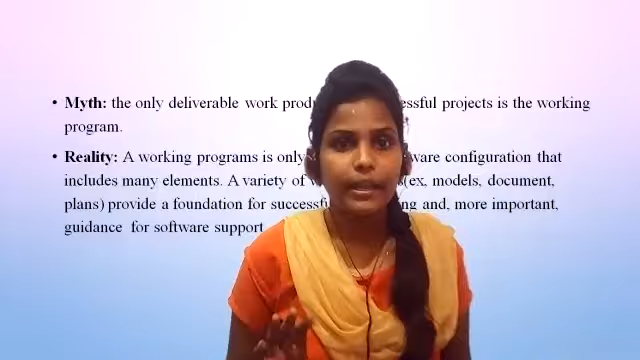 • Myth: the only deliverable work essful projects is the working
program.
• Reality: A working programs is only ware configuration that
includes many elements. A variety of (ex, models, document,
plans) provide a foundation for ng and, more important,
guidance for software support